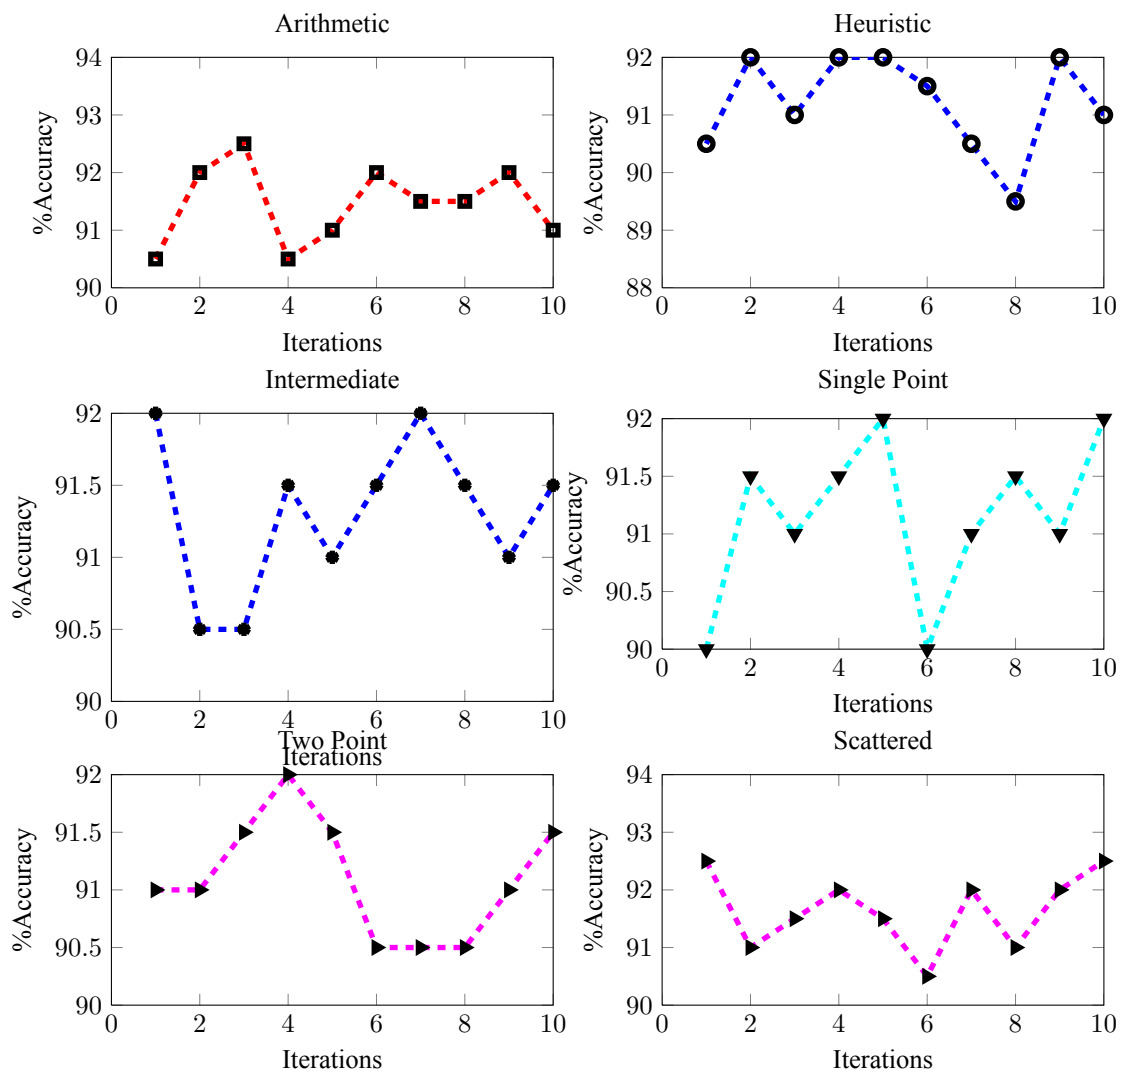 Arithmetic
94
93
92
91
90
%Accuracy
0 2 4 6 8 10
Iterations
Heuristic
92
91
90
89
88
%Accuracy
0 2 4 6 8 10
Iterations
Intermediate
92
91.5
91
90.5
90
%Accuracy
0 2 4 6 8 10
Iterations
Single Point
92
91.5
91
90.5
90
%Accuracy
0 2 4 6 8 10
Iterations
Two Point
92
91.5
91
90.5
90
%Accuracy
0 2 4 6 8 10
Iterations
Scattered
94
93
92
91
90
%Accuracy
0 2 4 6 8 10
Iterations